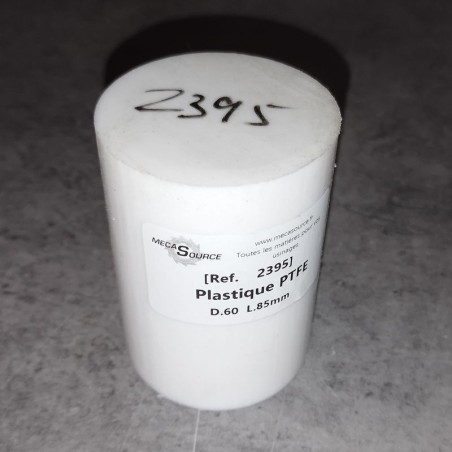 2395
MECASOURCE
www.mecasource.fr
Toutes les matières pour vos
usinages
[Ref. 2395]
Plastique PTFE
D.60 L.85mm